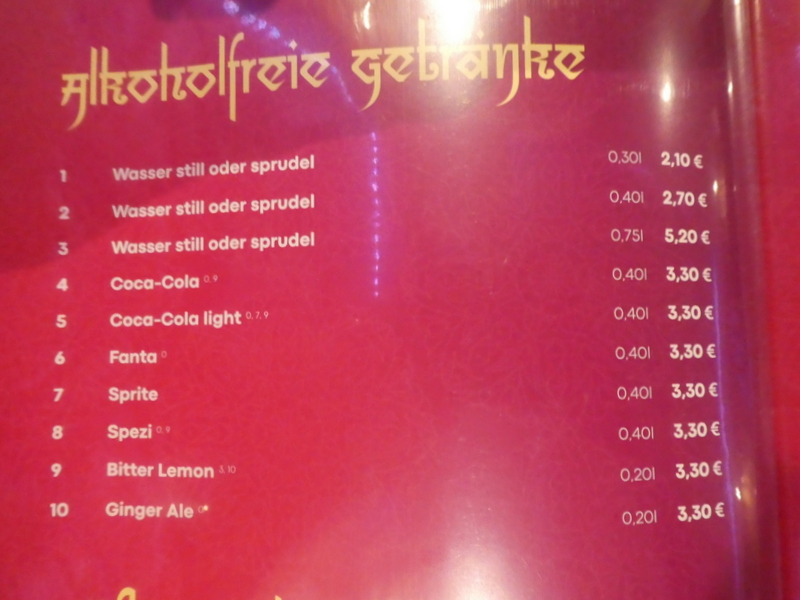 Alkoholfreie Getränke
1 Wasser still oder sprudel 0,30l 2,10 €
2 Wasser still oder sprudel 0,40l 2,70 €
3 Wasser still oder sprudel 0,75l 5,20 €
4 Coca-Cola 0, 9 0,40l 3,30 €
5 Coca-Cola light 0, 7, 9 0,40l 3,30 €
6 Fanta 0 0,40l 3,30 €
7 Sprite 0,40l 3,30 €
8 Spezi 0, 9 0,40l 3,30 €
9 Bitter Lemon 3, 10 0,20l 3,30 €
10 Ginger Ale 0,20l 3,30 €